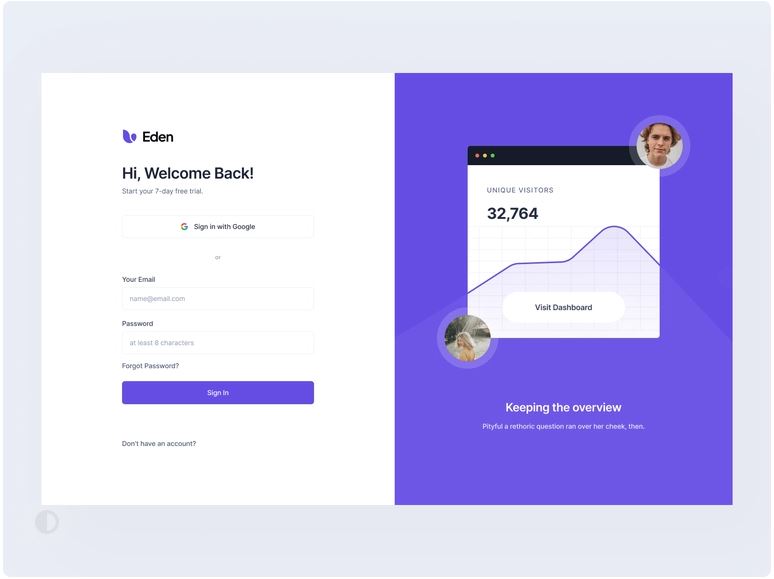 Eden
Hi, Welcome Back!
Start your 7-day free trial.
Sign in with Google
or
Your Email
name@email.com
Password
at least 8 characters
Forgot Password?
Sign In
Don't have an account?
UNIQUE VISITORS
32,764
Visit Dashboard
Keeping the overview
Pityful a rethoric question ran over her cheek, then.